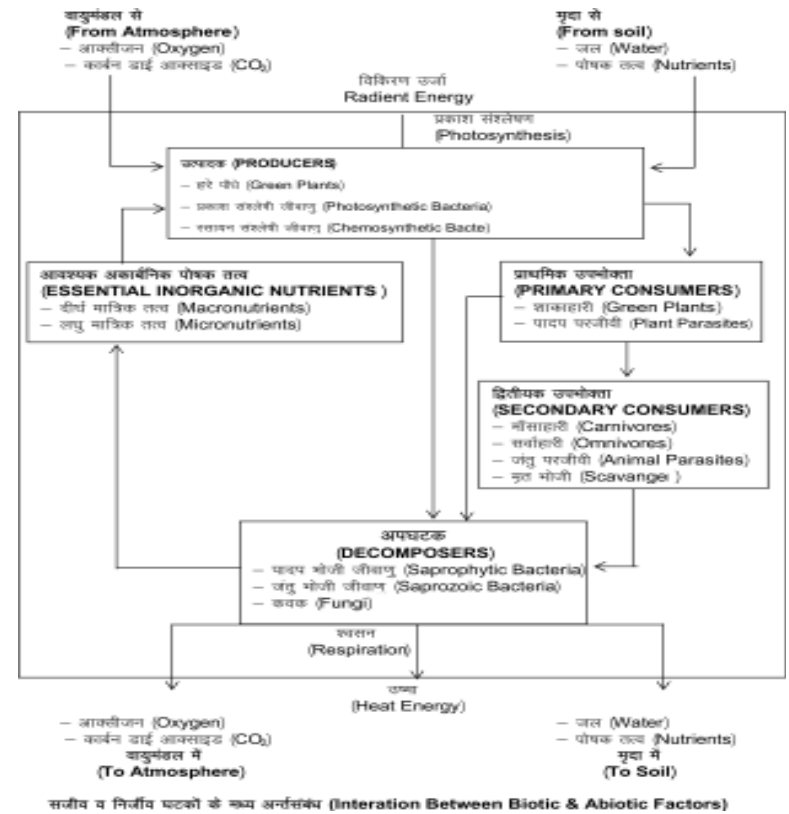 वायुमंडल से
(From Atmosphere)
– आक्सीजन (Oxygen)
– कार्बन डाई आक्साइड (CO₂)
मृदा से
(From soil)
– जल (Water)
– पोषक तत्व (Nutrients)
विकिरण उर्जा
Radient Energy
प्रकाश संश्लेषण
(Photosynthesis)
उत्पादक (PRODUCERS)
– हरे पौधे (Green Plants)
– प्रकाश संश्लेषी जीवाणु (Photosynthetic Bacteria)
– रसायन संश्लेषी जीवाणु (Chemosynthetic Bacte)
आवश्यक अकार्बनिक पोषक तत्व
(ESSENTIAL INORGANIC NUTRIENTS )
– दीर्घ मात्रिक तत्व (Macronutrients)
– लघु मात्रिक तत्व (Micronutrients)
प्राथमिक उपभोक्ता
(PRIMARY CONSUMERS)
– शाकाहारी (Green Plants)
– पादप परजीवी (Plant Parasites)
द्वितीयक उपभोक्ता
(SECONDARY CONSUMERS)
– माँसाहारी (Carnivores)
– सर्वाहारी (Omnivores)
– जंतु परजीवी (Animal Parasites)
– मृत भोजी (Scavanger)
अपघटक
(DECOMPOSERS)
– पादप भोजी जीवाणु (Saprophytic Bacteria)
– जंतु भोजी जीवाण (Saprozoic Bacteria)
– कवक (Fungi)
श्वसन
(Respiration)
उष्मा
(Heat Energy)
– आक्सीजन (Oxygen)
– कार्बन डाई आक्साइड (CO₂)
वायुमंडल में
(To Atmosphere)
– जल (Water)
– पोषक तत्व (Nutrients)
मृदा में
(To Soil)
सजीव व निर्जीव घटकों के मध्य अर्न्तसंबंध (Interation Between Biotic & Abiotic Factors)